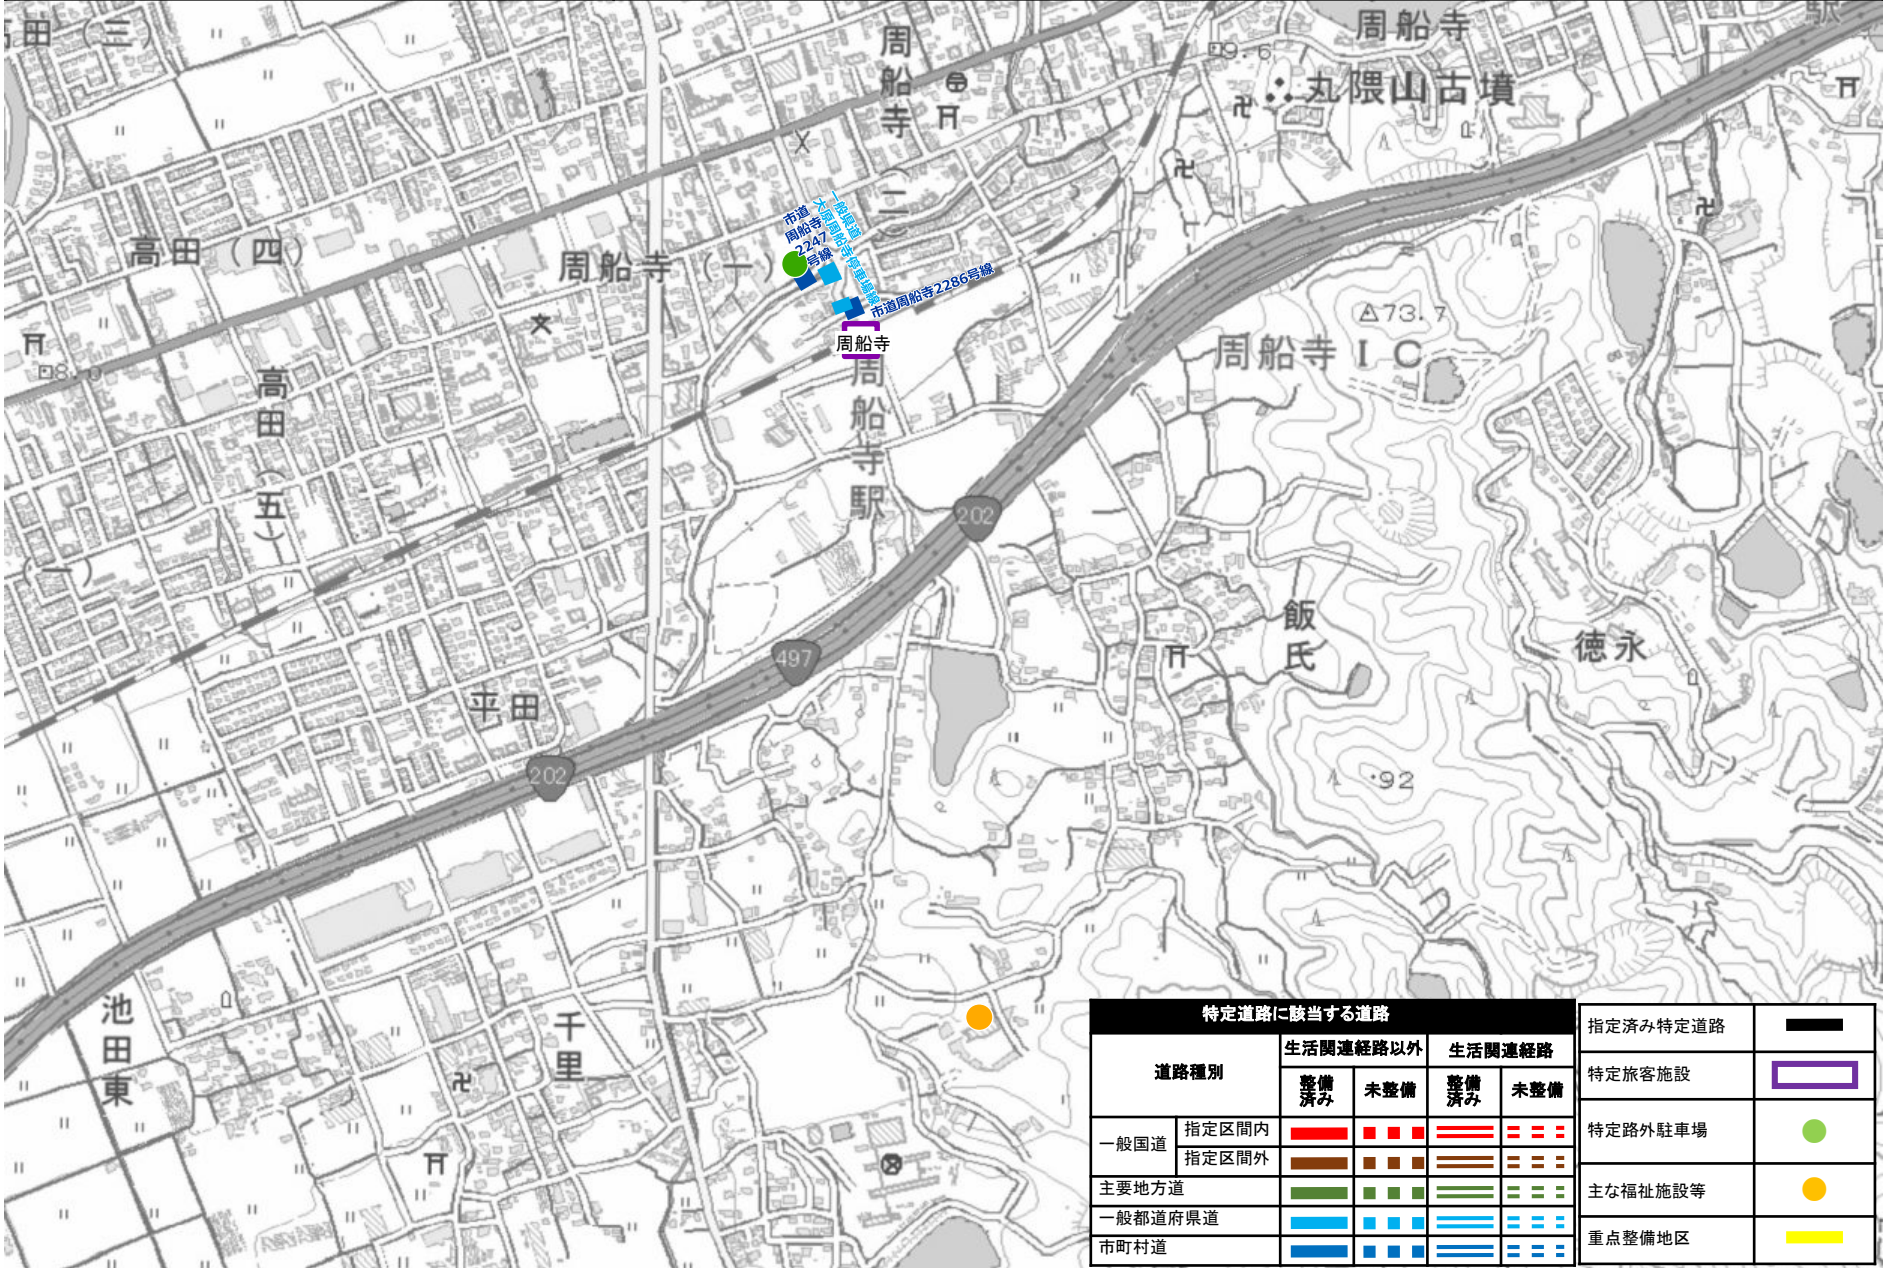 田(三)
周船寺
駅
周船寺
(二)
9.6
丸隈山古墳
高田(四)
周船寺(一)
市道
周船寺
2247
号線
一般県道
大原周船寺停車場線
市道周船寺2286号線
周船寺
周船寺駅
73.7
周船寺IC
高田(五)
(一)
202
497
202
平田
飯氏
徳永
92
池田東
千里
特定道路に該当する道路
道路種別
生活関連経路以外
生活関連経路
整備済み
未整備
整備済み
未整備
一般国道
指定区間内
指定区間外
主要地方道
一般都道府県道
市町村道
指定済み特定道路
特定旅客施設
特定路外駐車場
主な福祉施設等
重点整備地区